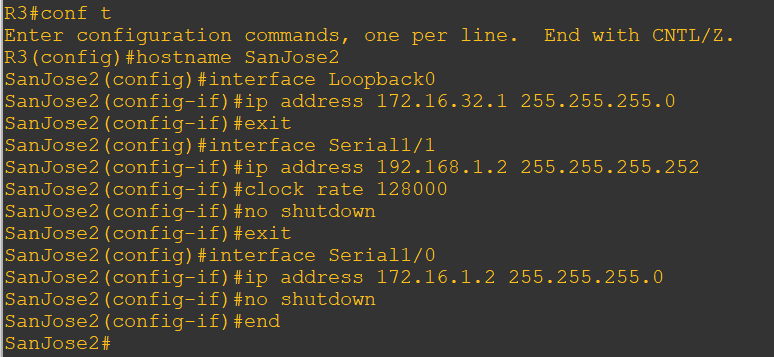 R3#conf t
Enter configuration commands, one per line.  End with CNTL/Z.
R3(config)#hostname SanJose2
SanJose2(config)#interface Loopback0
SanJose2(config-if)#ip address 172.16.32.1 255.255.255.0
SanJose2(config-if)#exit
SanJose2(config)#interface Serial1/1
SanJose2(config-if)#ip address 192.168.1.2 255.255.255.252
SanJose2(config-if)#clock rate 128000
SanJose2(config-if)#no shutdown
SanJose2(config-if)#exit
SanJose2(config)#interface Serial1/0
SanJose2(config-if)#ip address 172.16.1.2 255.255.255.0
SanJose2(config-if)#no shutdown
SanJose2(config-if)#end
SanJose2#